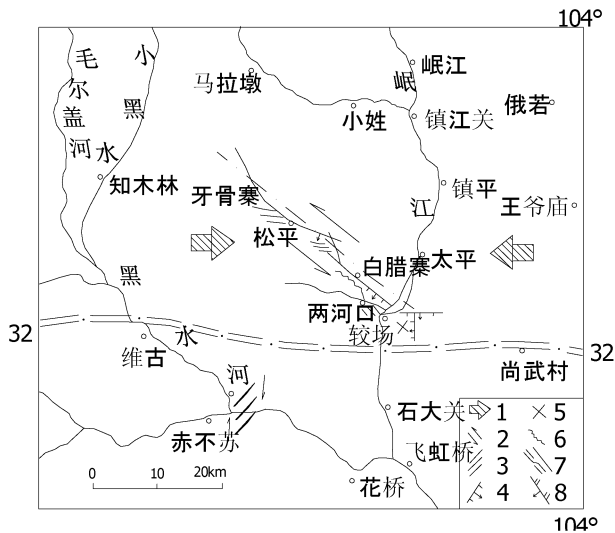 104°
毛尔盖河
小黑水
马拉墩
岷江
岷江
俄若
小姓
镇江关
知木林
牙骨寨
镇平
王爷庙
松平
白腊寨
太平
黑水河
两河口
较场
32
32
维古
尚武村
石大关
赤不苏
飞虹桥
花桥
0 10 20km
1 5
2 6
3 7
4 8
104°